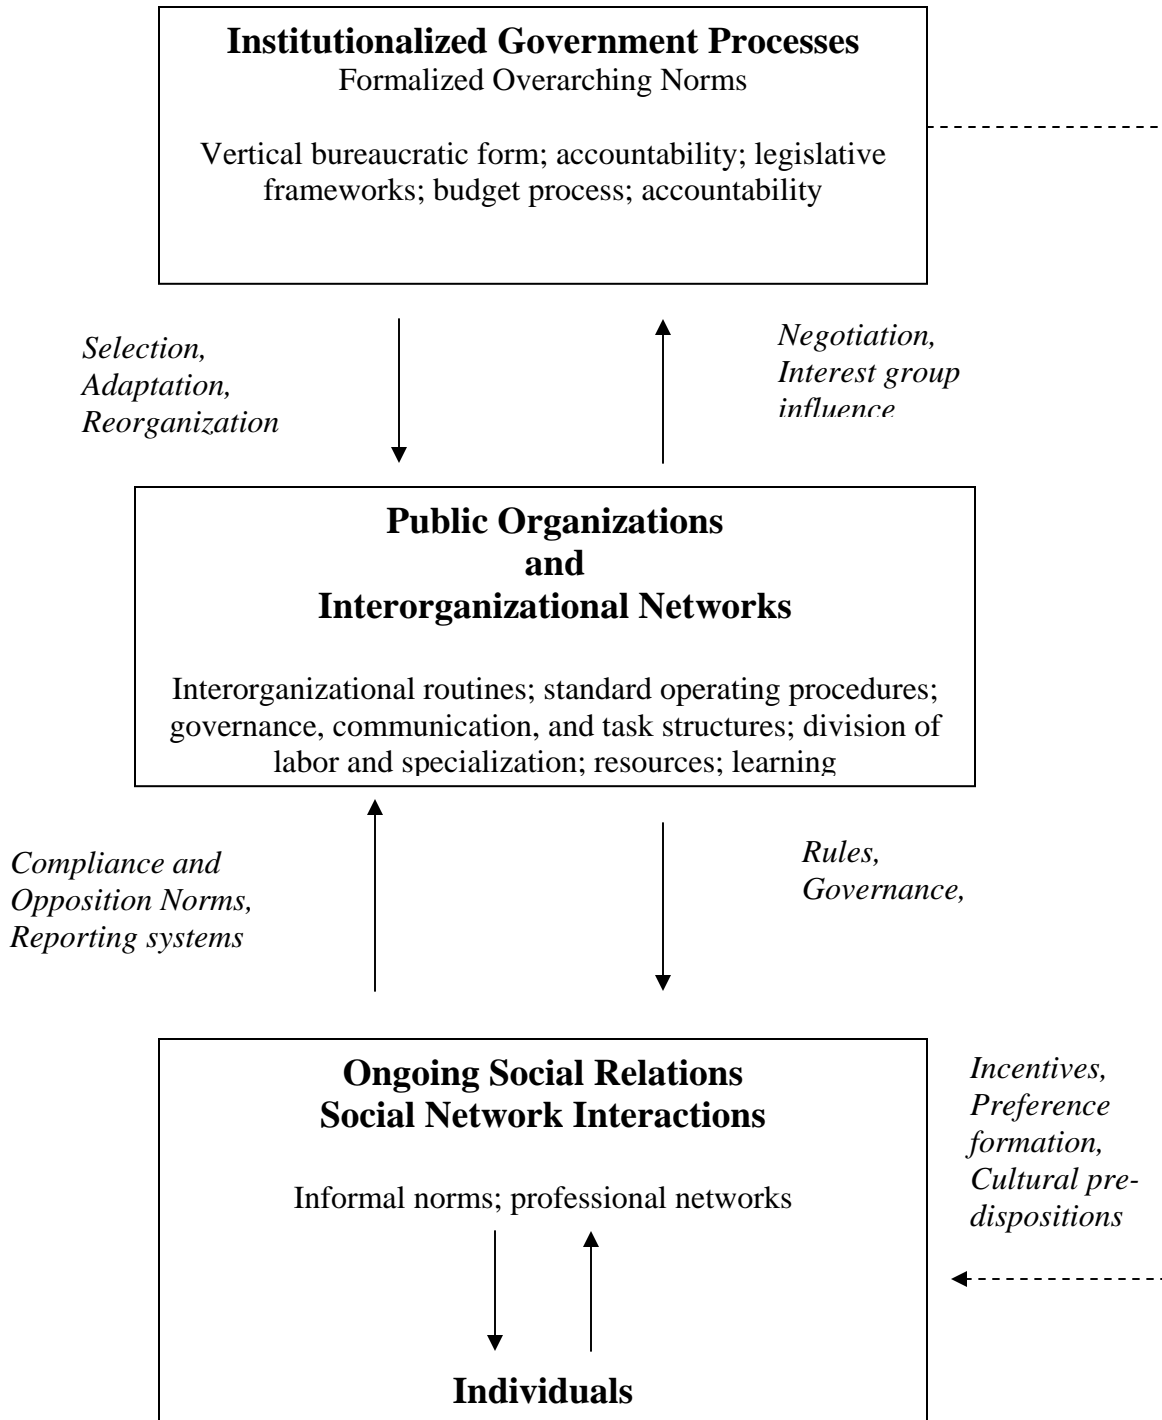 Institutionalized Government Processes
Formalized Overarching Norms
Vertical bureaucratic form; accountability; legislative
frameworks; budget process; accountability
Selection,
Adaptation,
Reorganization
Negotiation,
Interest group
influence
Public Organizations
and
Interorganizational Networks
Interorganizational routines; standard operating procedures;
governance, communication, and task structures; division of
labor and specialization; resources; learning
Compliance and
Opposition Norms,
Reporting systems
Rules,
Governance,
Ongoing Social Relations
Social Network Interactions
Informal norms; professional networks
Incentives,
Preference
formation,
Cultural pre-
dispositions
Individuals